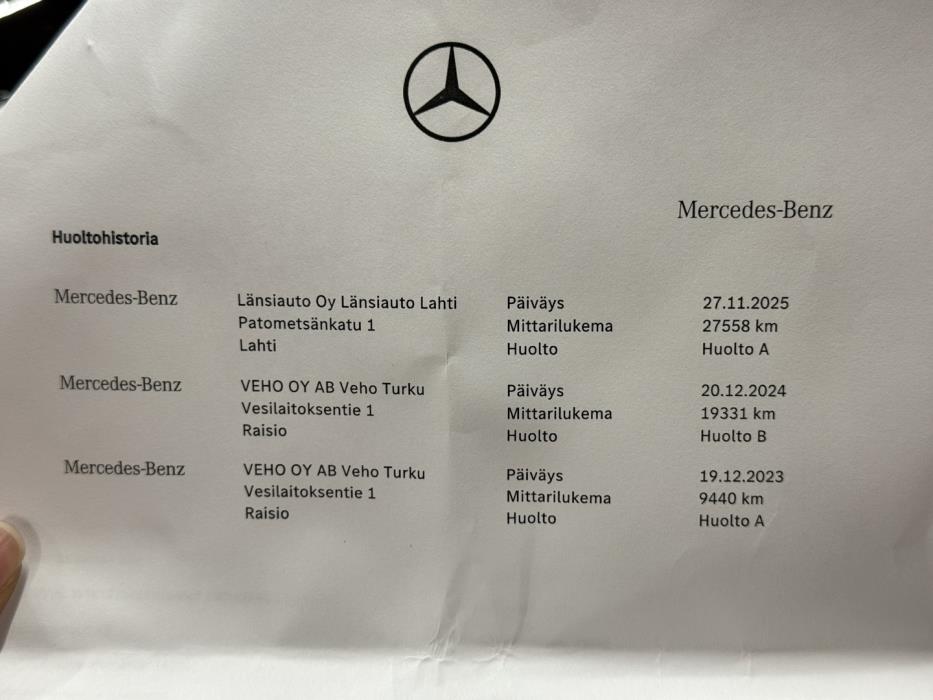 Mercedes-Benz
Huoltohistoria
Mercedes-Benz Länsiauto Oy Länsiauto Lahti Päiväys 27.11.2025
Patometsänkatu 1 Mittarilukema 27558 km
Lahti Huolto Huolto A
Mercedes-Benz VEHO OY AB Veho Turku Päiväys 20.12.2024
Vesilaitoksentie 1 Mittarilukema 19331 km
Raisio Huolto Huolto B
Mercedes-Benz VEHO OY AB Veho Turku Päiväys 19.12.2023
Vesilaitoksentie 1 Mittarilukema 9440 km
Raisio Huolto Huolto A